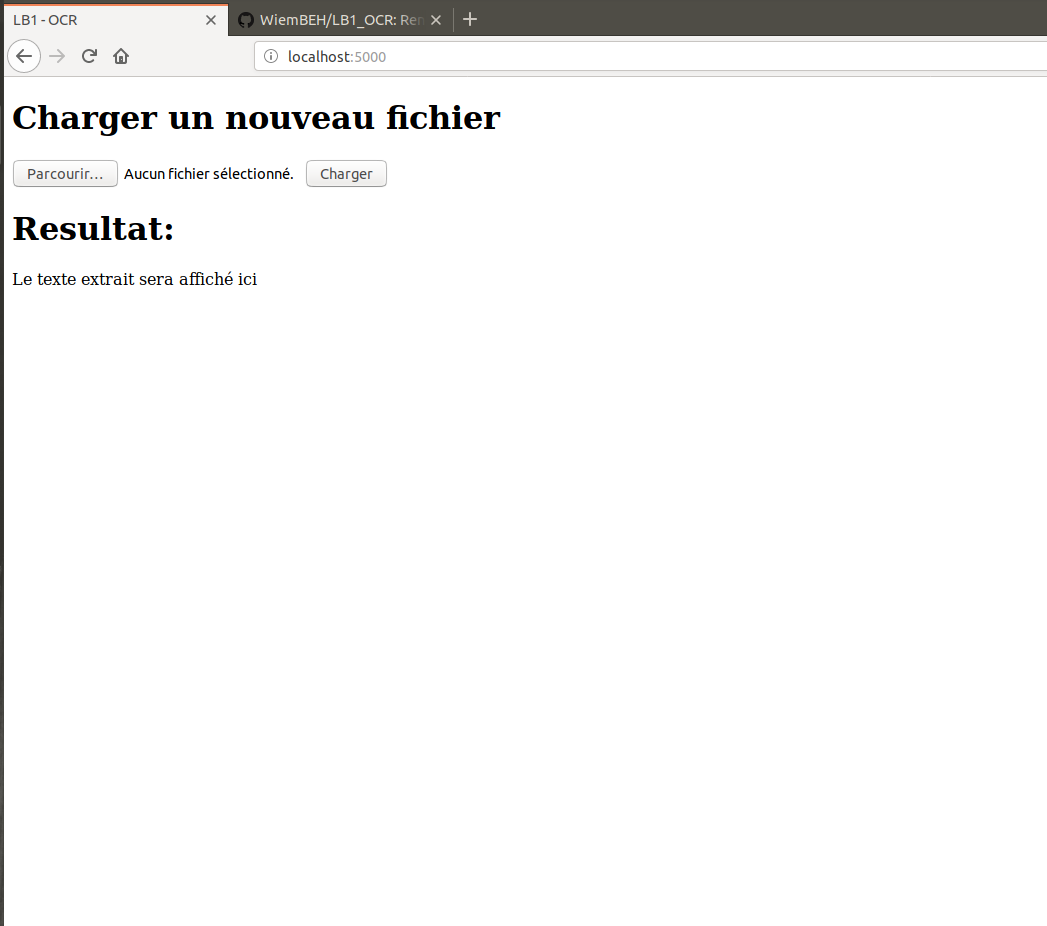 LB1 - OCR
WiemBEH/LB1_OCR:
localhost:5000
Charger un nouveau fichier
Parcourir... Aucun fichier sélectionné. Charger
Resultat:
Le texte extrait sera affiché ici